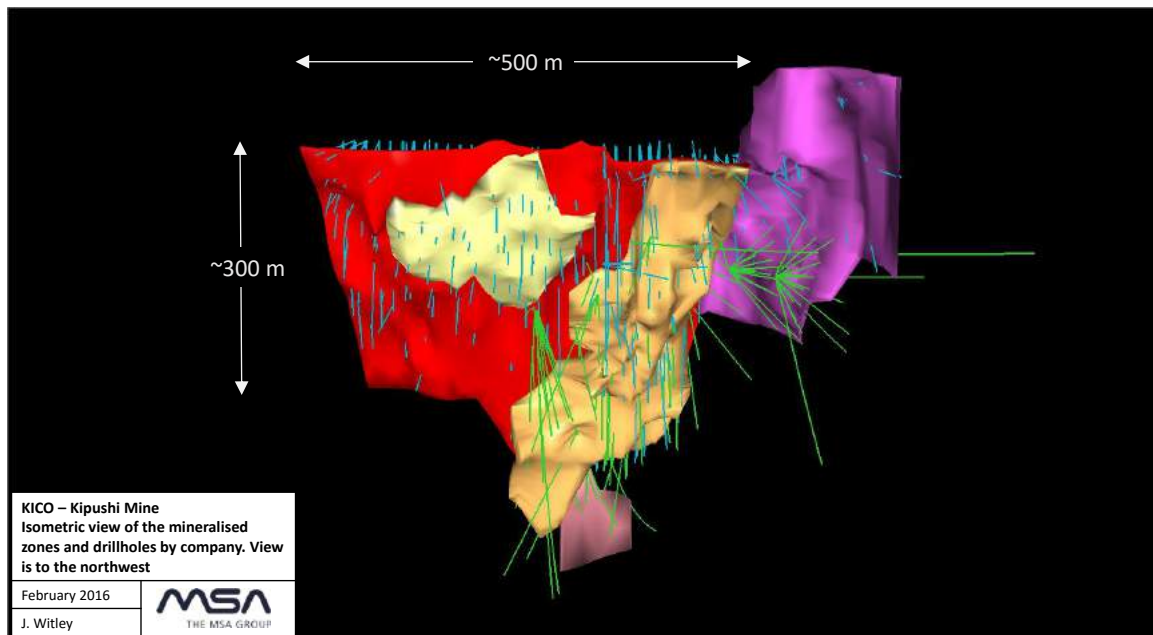 ~500 m
~300 m
KICO – Kipushi Mine
Isometric view of the mineralised
zones and drillholes by company. View
is to the northwest
February 2016
J. Witley
MSA
THE MSA GROUP